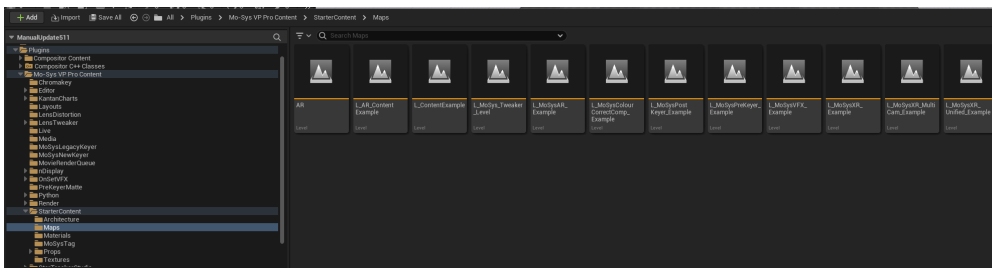 Add Import Save All All > Plugins > Mo-Sys VP Pro Content > StarterContent > Maps
ManualUpdate511
Plugins
Compositor Content
Compositor C++ Classes
Mo-Sys VP Pro Content
Chromakey
Editor
KantanCharts
Layouts
LensDistortion
LensTweaker
Live
Media
MoSysLegacyKeyer
MoSysNewKeyer
MovieRenderQueue
nDisplay
OnSetVFX
PreKeyerMatte
Python
Render
StarterContent
Architecture
Maps
Materials
MoSysTag
Props
Textures
Search Maps
AR
Level
L_AR_Content
Example
Level
L_ContentExample
Level
L_MoSys_Tweaker
_Level
Level
L_MoSysAR_
Example
Level
L_MoSysColour
CorrectComp_
Example
Level
L_MoSysPost
Keyer_Example
Level
L_MoSysPreKeyer_
Example
Level
L_MoSysVFX_
Example
Level
L_MoSysXR_
Example
Level
L_MoSysXR_Multi
Cam_Example
Level
L_MoSysXR_
Unified_Example
Level